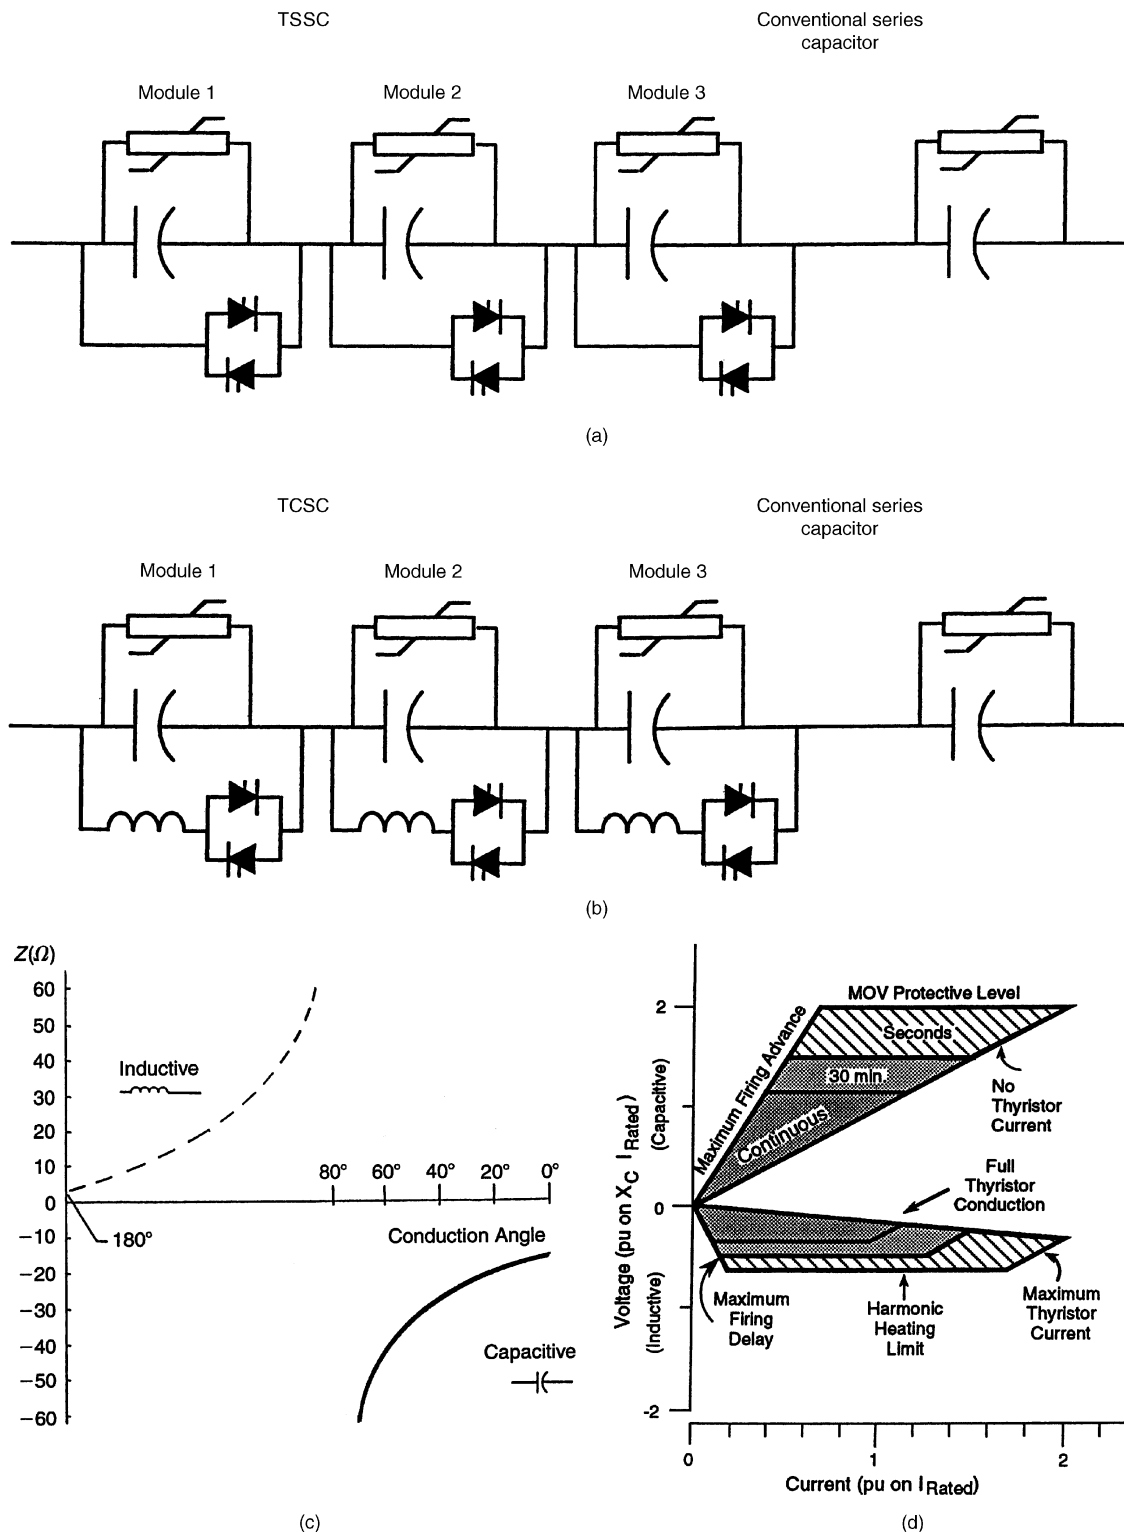 TSSC
Conventional series
capacitor
Module 1
Module 2
Module 3
(a)
TCSC
Conventional series
capacitor
Module 1
Module 2
Module 3
(b)
Z(Ω)
60
50
40
30
20
10
0
−10
−20
−30
−40
−50
−60
Inductive
180°
80°
60°
40°
20°
0°
Conduction Angle
Capacitive
(c)
Voltage (pu on XC IRated)
(Inductive)
(Capacitive)
2
0
-2
MOV Protective Level
Maximum Firing Advance
Seconds
30 min.
Continuous
No
Thyristor
Current
Full
Thyristor
Conduction
Maximum
Firing
Delay
Harmonic
Heating
Limit
Maximum
Thyristor
Current
0
1
2
Current (pu on IRated)
(d)